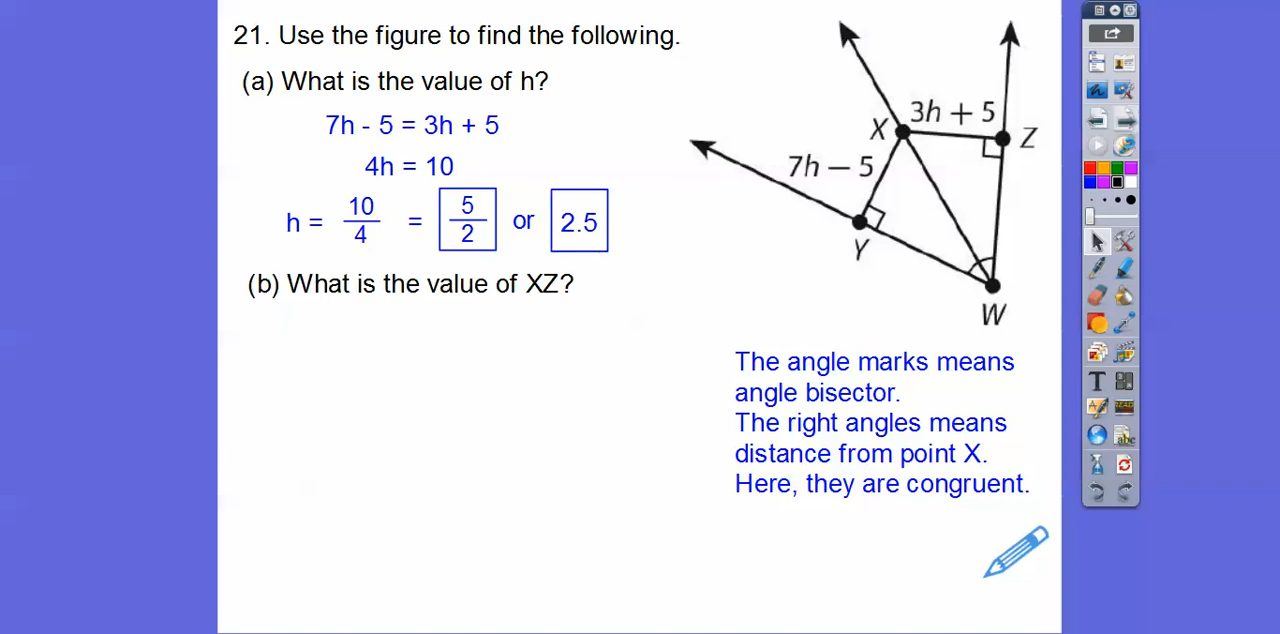 21. Use the figure to find the following.
(a) What is the value of h?
7h - 5 = 3h + 5
4h = 10
h = 10/4 = 5/2 or 2.5
(b) What is the value of XZ?
3h + 5
X
Z
7h − 5
Y
W
The angle marks means
angle bisector.
The right angles means
distance from point X.
Here, they are congruent.
T
abc